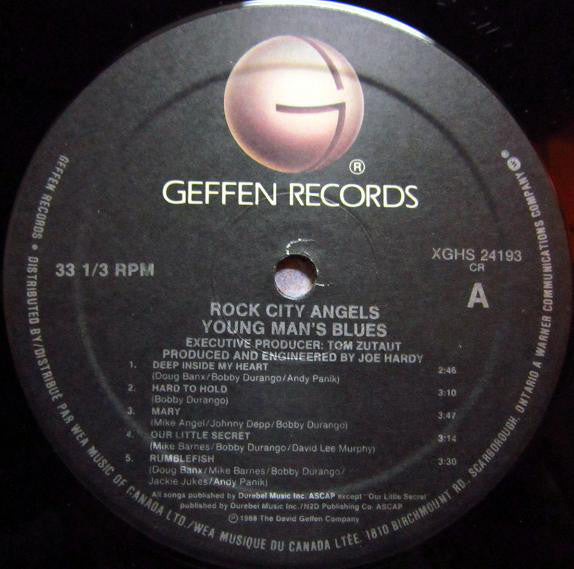 ®
GEFFEN RECORDS
33 1/3 RPM
XGHS 24193
CR
A
ROCK CITY ANGELS
YOUNG MAN'S BLUES
EXECUTIVE PRODUCER: TOM ZUTAUT
PRODUCED AND ENGINEERED BY JOE HARDY
1. DEEP INSIDE MY HEART 2:46
(Doug Banx/Bobby Durango/Andy Panik)
2. HARD TO HOLD 3:10
(Bobby Durango)
3. MARY 3:47
(Mike Angel/Johnny Depp/Bobby Durango)
4. OUR LITTLE SECRET 3:14
(Mike Barnes/Bobby Durango/David Lee Murphy)
5. RUMBLEFISH 3:30
(Doug Banx/Mike Barnes/Bobby Durango/
Jackie Jukes/Andy Panik)
All songs published by Durebel Music Inc. ASCAP except "Our Little Secret"
published by Durebel Music Inc./N2D Publishing Co. ASCAP
℗ 1988 The David Geffen Company
GEFFEN RECORDS • DISTRIBUTED BY/DISTRIBUE PAR WEA MUSIC OF CANADA LTD./WEA MUSIQUE DU CANADA LTÉE. 1810 BIRCHMOUNT RD., SCARBOROUGH, ONTARIO A WARNER COMMUNICATIONS COMPANY